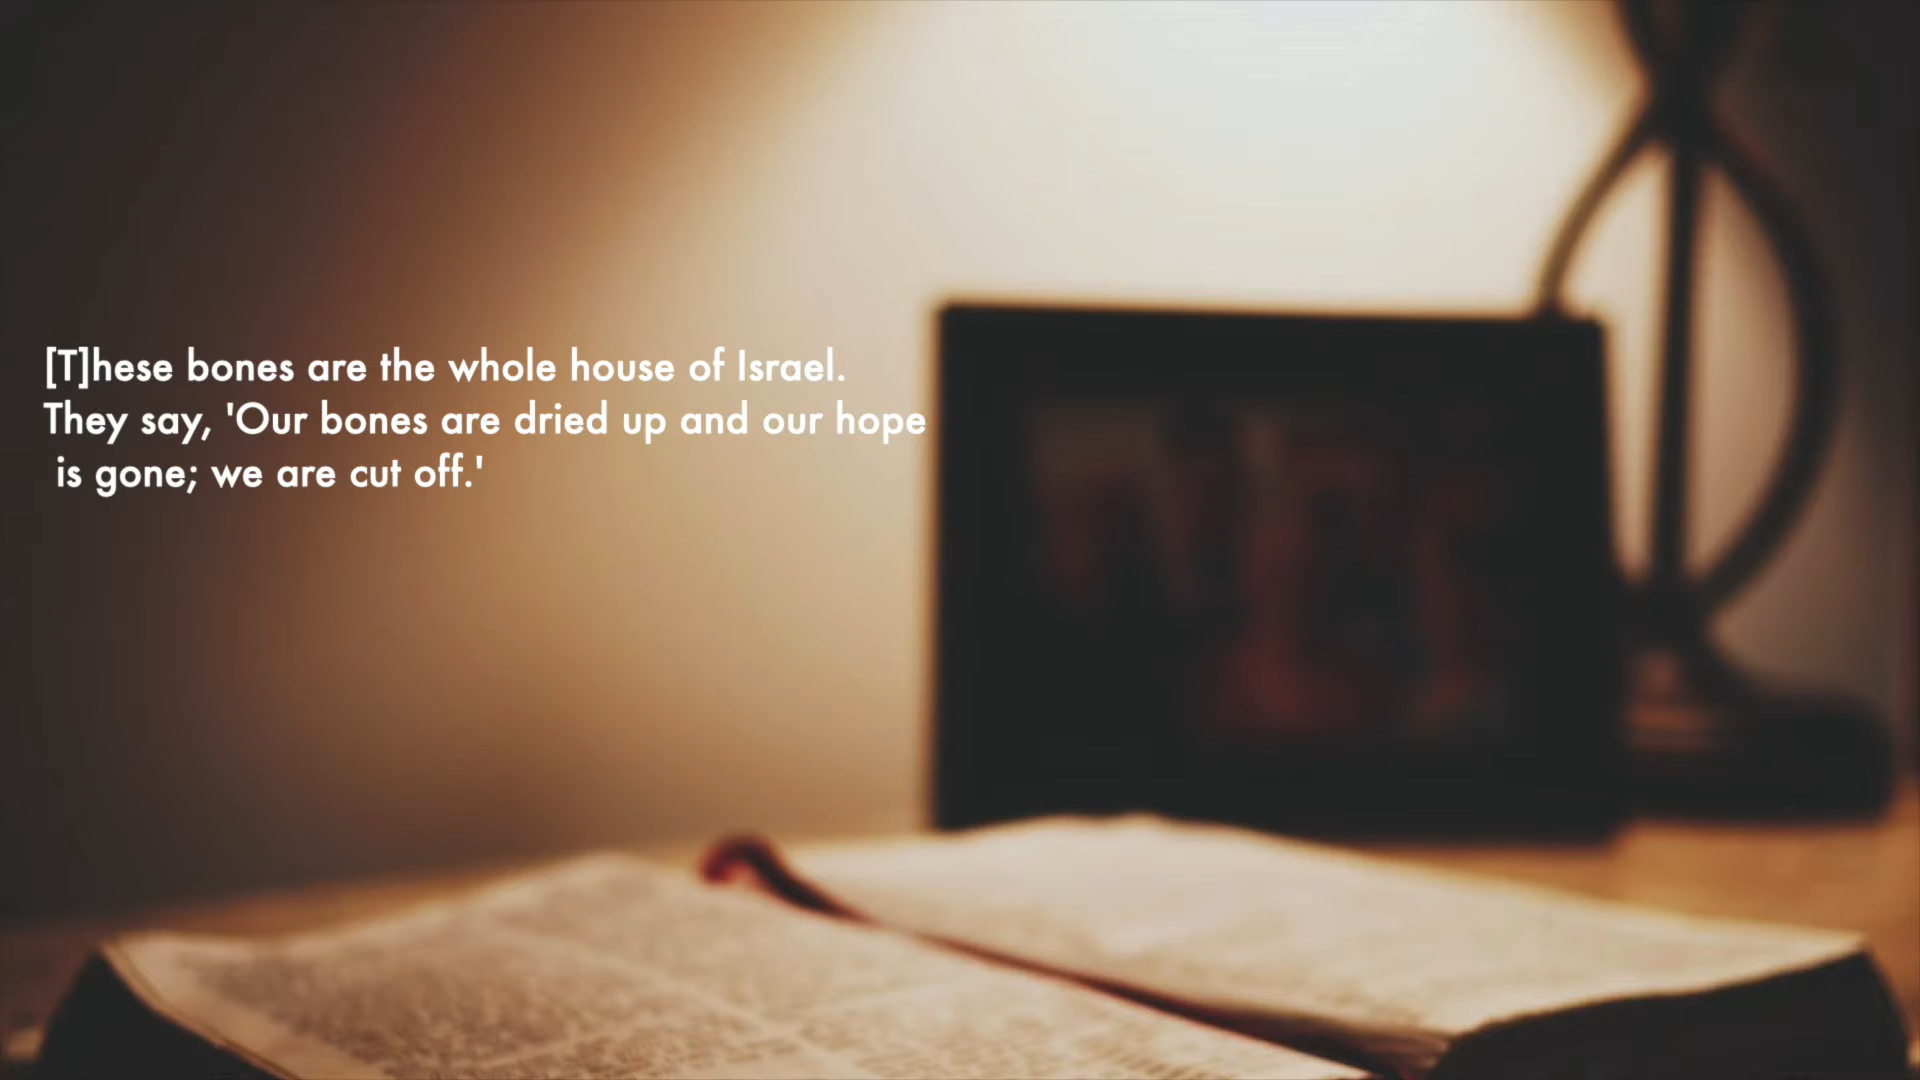 [T]hese bones are the whole house of Israel.
They say, 'Our bones are dried up and our hope
is gone; we are cut off.'